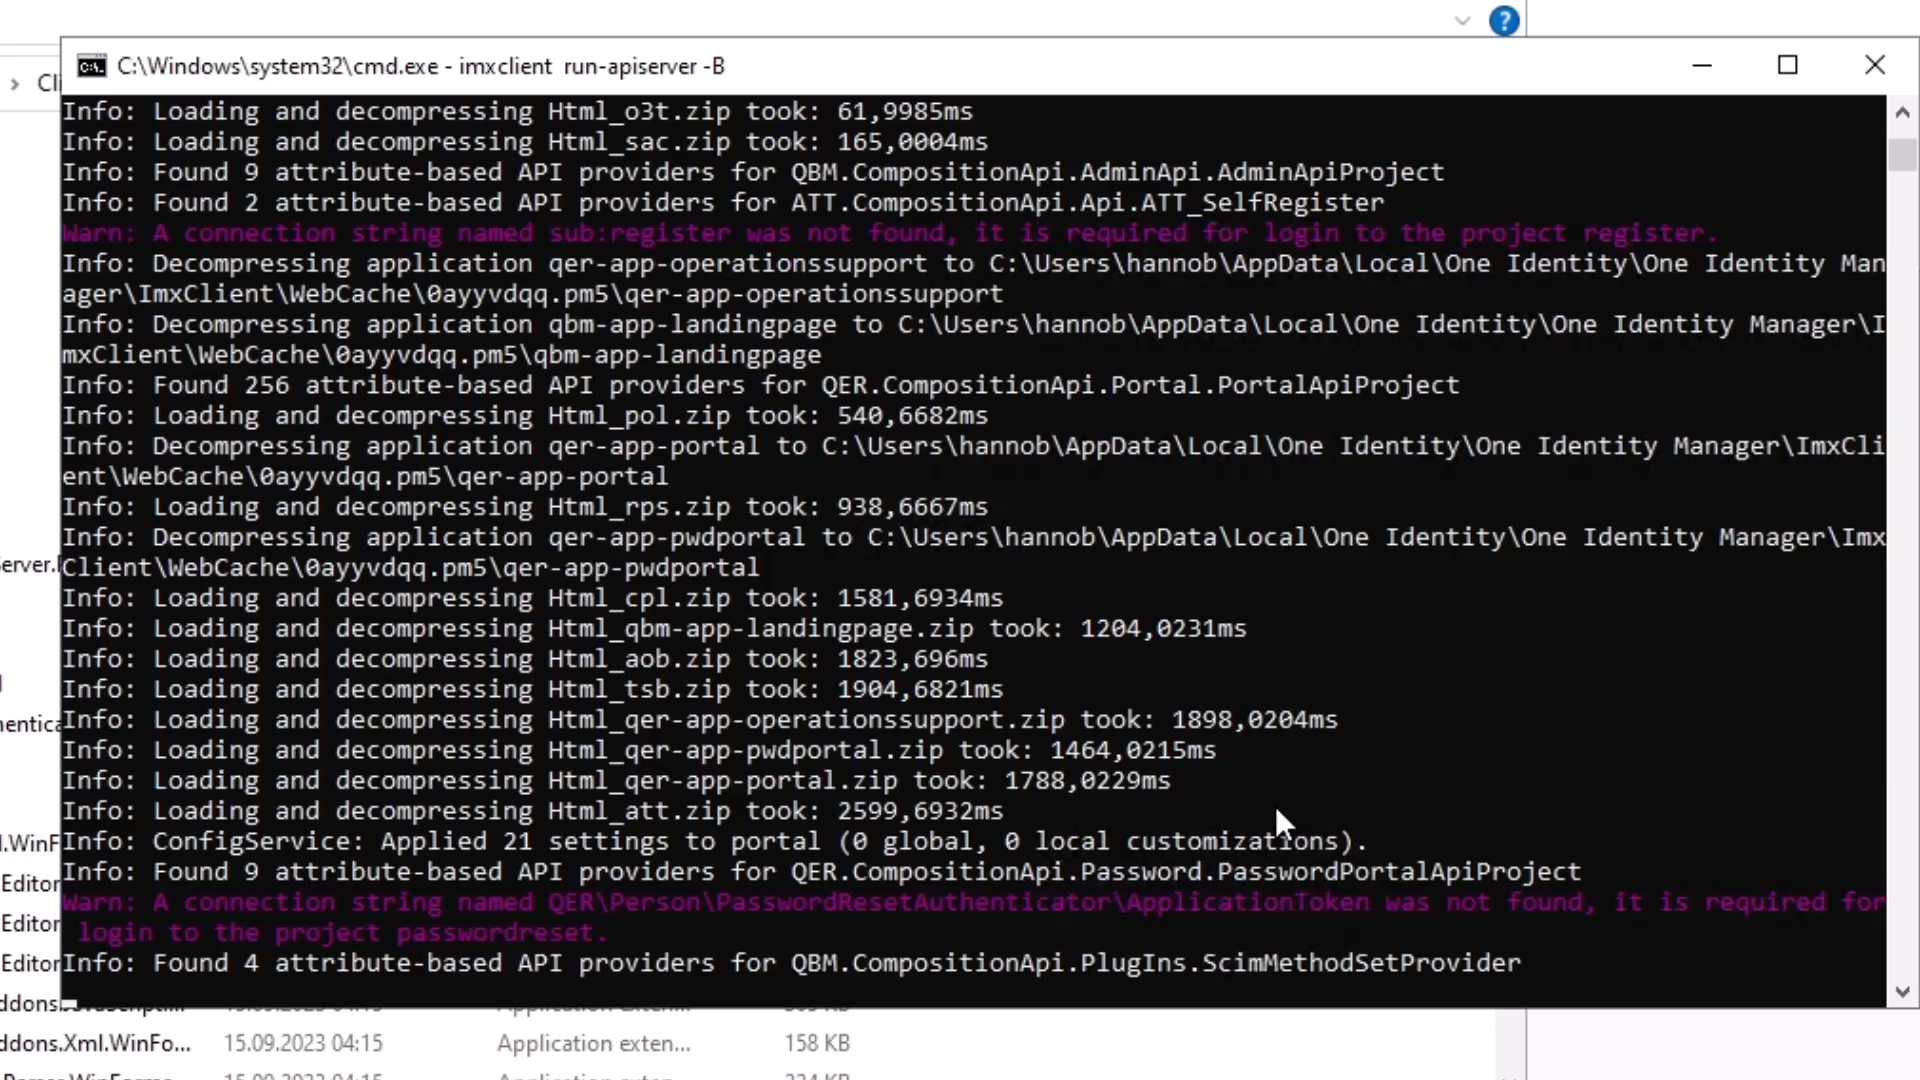 C:\Windows\system32\cmd.exe - imxclient run-apiserver -B
Info: Loading and decompressing Html_o3t.zip took: 61,9985ms
Info: Loading and decompressing Html_sac.zip took: 165,0004ms
Info: Found 9 attribute-based API providers for QBM.CompositionApi.AdminApi.AdminApiProject
Info: Found 2 attribute-based API providers for ATT.CompositionApi.Api.ATT_SelfRegister
Warn: A connection string named sub:register was not found, it is required for login to the project register.
Info: Decompressing application qer-app-operationssupport to C:\Users\hannob\AppData\Local\One Identity\One Identity Man
ager\ImxClient\WebCache\0ayyvdqq.pm5\qer-app-operationssupport
Info: Decompressing application qbm-app-landingpage to C:\Users\hannob\AppData\Local\One Identity\One Identity Manager\I
mxClient\WebCache\0ayyvdqq.pm5\qbm-app-landingpage
Info: Found 256 attribute-based API providers for QER.CompositionApi.Portal.PortalApiProject
Info: Loading and decompressing Html_pol.zip took: 540,6682ms
Info: Decompressing application qer-app-portal to C:\Users\hannob\AppData\Local\One Identity\One Identity Manager\ImxCli
ent\WebCache\0ayyvdqq.pm5\qer-app-portal
Info: Loading and decompressing Html_rps.zip took: 938,6667ms
Info: Decompressing application qer-app-pwdportal to C:\Users\hannob\AppData\Local\One Identity\One Identity Manager\Imx
Client\WebCache\0ayyvdqq.pm5\qer-app-pwdportal
Info: Loading and decompressing Html_cpl.zip took: 1581,6934ms
Info: Loading and decompressing Html_qbm-app-landingpage.zip took: 1204,0231ms
Info: Loading and decompressing Html_aob.zip took: 1823,696ms
Info: Loading and decompressing Html_tsb.zip took: 1904,6821ms
Info: Loading and decompressing Html_qer-app-operationssupport.zip took: 1898,0204ms
Info: Loading and decompressing Html_qer-app-pwdportal.zip took: 1464,0215ms
Info: Loading and decompressing Html_qer-app-portal.zip took: 1788,0229ms
Info: Loading and decompressing Html_att.zip took: 2599,6932ms
Info: ConfigService: Applied 21 settings to portal (0 global, 0 local customizations).
Info: Found 9 attribute-based API providers for QER.CompositionApi.Password.PasswordPortalApiProject
Warn: A connection string named QER\Person\PasswordResetAuthenticator\ApplicationToken was not found, it is required for
login to the project passwordreset.
Info: Found 4 attribute-based API providers for QBM.CompositionApi.PlugIns.ScimMethodSetProvider
ddons.Xml.WinFo... 15.09.2023 04:15 Application exten... 158 KB